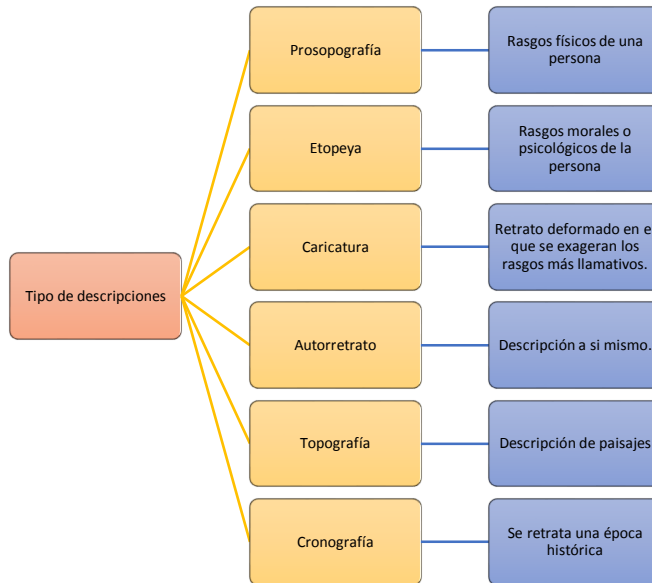 Prosopografía
Rasgos físicos de una
persona
Etopeya
Rasgos morales o
psicológicos de la
persona
Caricatura
Retrato deformado en e
que se exageran los
rasgos más llamativos.
Tipo de descripciones
Autorretrato
Descripción a si mismo.
Topografía
Descripción de paisajes
Cronografía
Se retrata una época
histórica